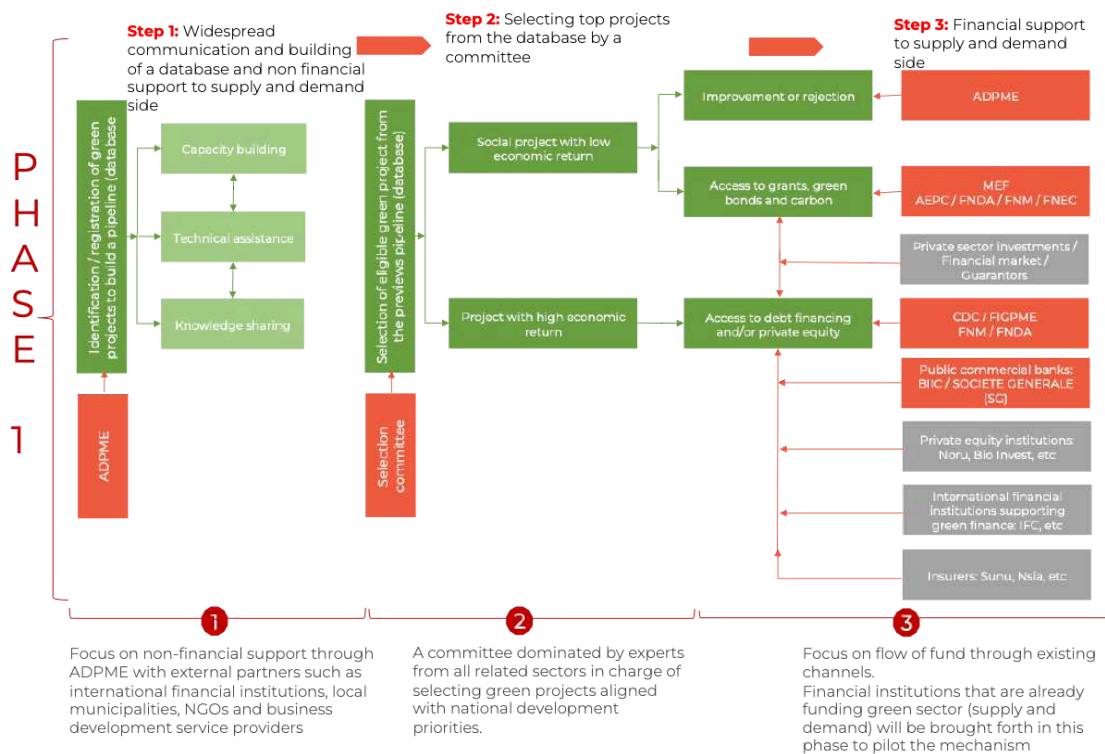 Step 1: Widespread
communication and building
of a database and non financial
support to supply and demand
side
Step 2: Selecting top projects
from the database by a
committee
Step 3: Financial support
to supply and demand
side
PHASE 1
Identification / registration of green
projects to build a pipeline (database
ADPME
Capacity building
Technical assistance
Knowledge sharing
Selection of eligible green project from
the previews pipeline (database)
Selection
committee
Social project with low
economic return
Project with high economic
return
Improvement or rejection
Access to grants, green
bonds and carbon
Access to debt financing
and/or private equity
ADPME
MEF
AEPC / FNDA / FNM / FNEC
Private sector investments /
Financial market /
Guarantors
CDC / FIGPME
FNM / FNDA
Public commercial banks:
BIIC / SOCIETE GENERALE
(SG)
Private equity institutions:
Noru, Bio Invest, etc
International financial
institutions supporting
green finance: IFC, etc
Insurers: Sunu, Nsia, etc
1
Focus on non-financial support through
ADPME with external partners such as
international financial institutions, local
municipalities, NGOs and business
development service providers
2
A committee dominated by experts
from all related sectors in charge of
selecting green projects aligned
with national development
priorities.
3
Focus on flow of fund through existing
channels.
Financial institutions that are already
funding green sector (supply and
demand) will be brought forth in this
phase to pilot the mechanism